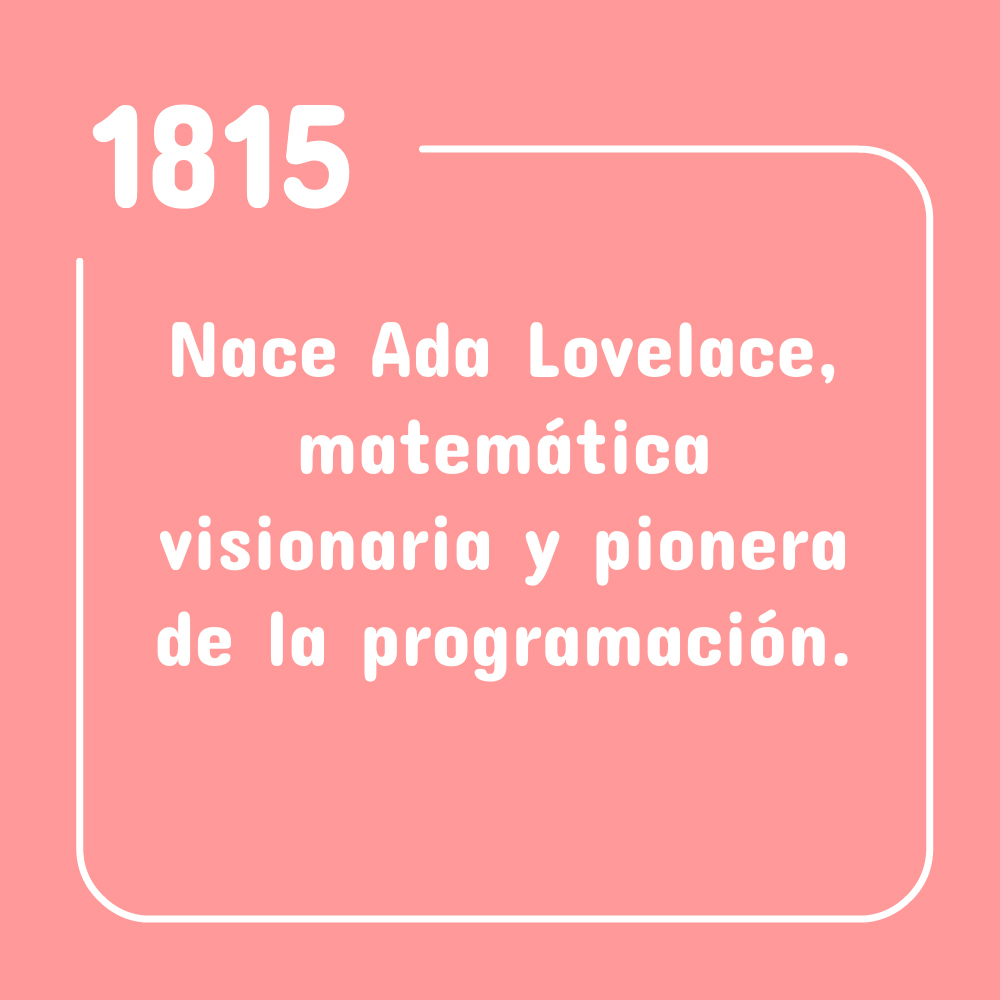 1815
Nace Ada Lovelace,
matemática
visionaria y pionera
de la programación.